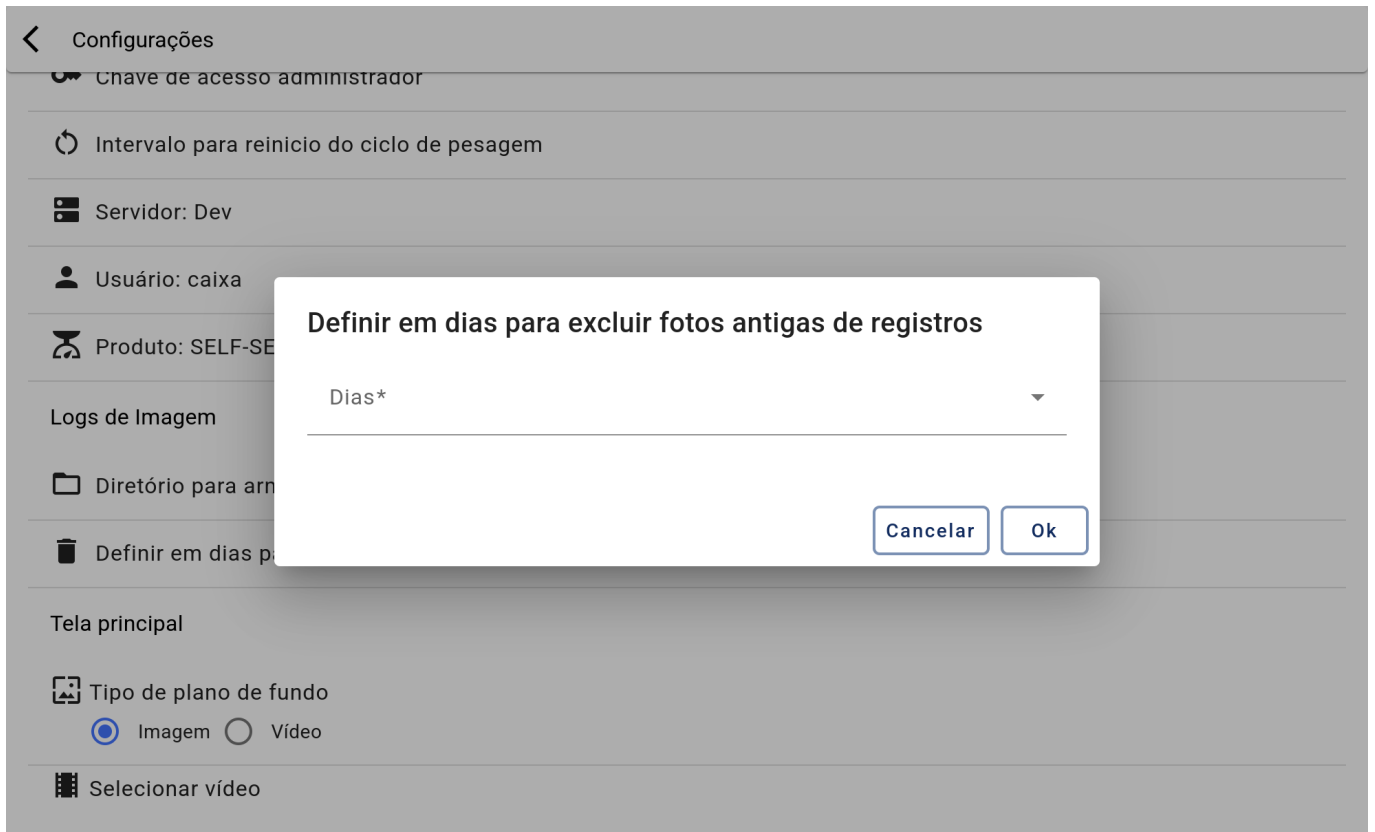 Configurações
Chave de acesso administrador
Intervalo para reinicio do ciclo de pesagem
Servidor: Dev
Usuário: caixa
Produto: SELF-SE
Definir em dias para excluir fotos antigas de registros
Dias*
Cancelar
Ok
Logs de Imagem
Diretório para
Definir em dias
Tela principal
Tipo de plano de fundo
Imagem Vídeo
Selecionar vídeo